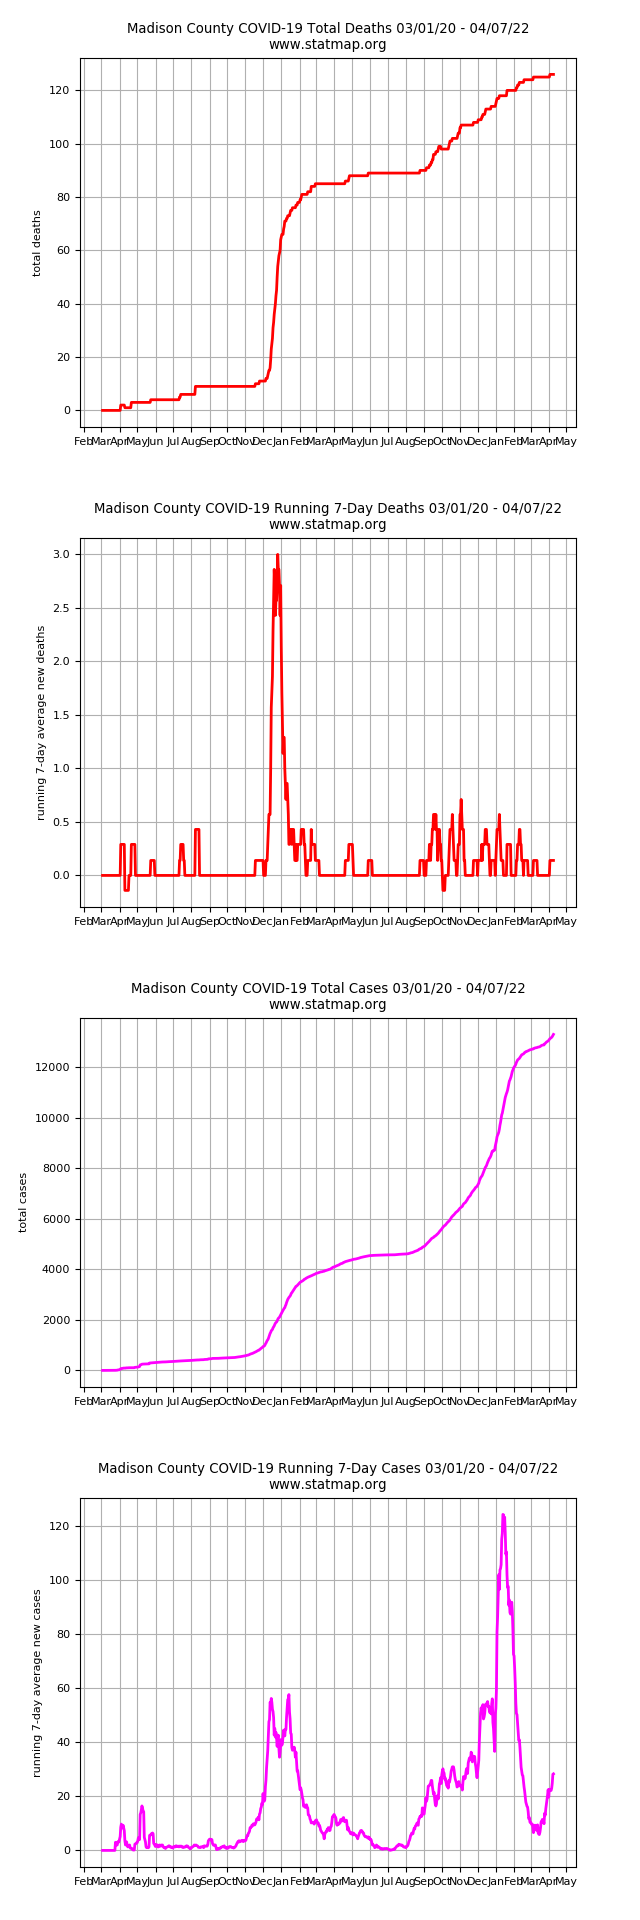 Madison County COVID-19 Total Deaths 03/01/20 - 04/07/22
www.statmap.org
120
100
80
60
40
20
0
total deaths
Feb Mar Apr May Jun Jul Aug Sep Oct Nov Dec Jan Feb Mar Apr May Jun Jul Aug Sep Oct Nov Dec Jan Feb Mar Apr May
Madison County COVID-19 Running 7-Day Deaths 03/01/20 - 04/07/22
www.statmap.org
3.0
2.5
2.0
1.5
1.0
0.5
0.0
running 7-day average new deaths
Feb Mar Apr May Jun Jul Aug Sep Oct Nov Dec Jan Feb Mar Apr May Jun Jul Aug Sep Oct Nov Dec Jan Feb Mar Apr May
Madison County COVID-19 Total Cases 03/01/20 - 04/07/22
www.statmap.org
12000
10000
8000
6000
4000
2000
0
total cases
Feb Mar Apr May Jun Jul Aug Sep Oct Nov Dec Jan Feb Mar Apr May Jun Jul Aug Sep Oct Nov Dec Jan Feb Mar Apr May
Madison County COVID-19 Running 7-Day Cases 03/01/20 - 04/07/22
www.statmap.org
120
100
80
60
40
20
0
running 7-day average new cases
Feb Mar Apr May Jun Jul Aug Sep Oct Nov Dec Jan Feb Mar Apr May Jun Jul Aug Sep Oct Nov Dec Jan Feb Mar Apr May